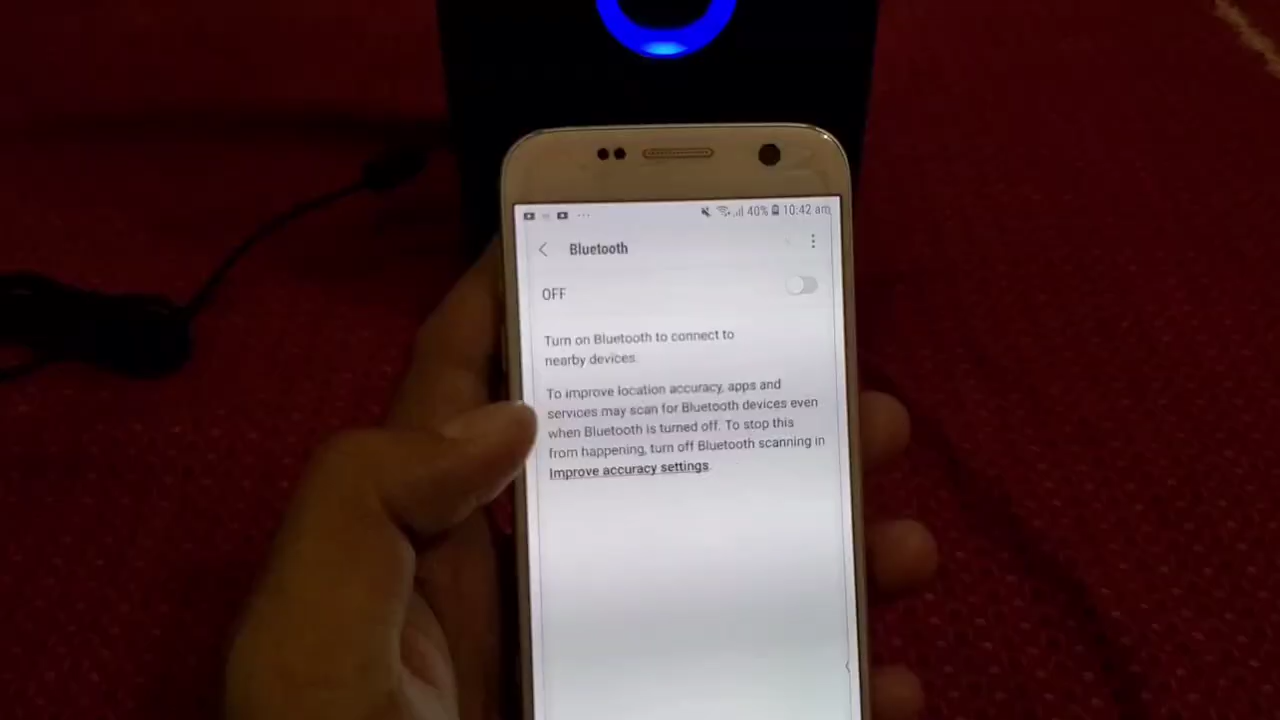 40% 10:42 am
Bluetooth
OFF
Turn on Bluetooth to connect to
nearby devices.
To improve location accuracy, apps and
services may scan for Bluetooth devices even
when Bluetooth is turned off. To stop this
from happening, turn off Bluetooth scanning in
Improve accuracy settings.